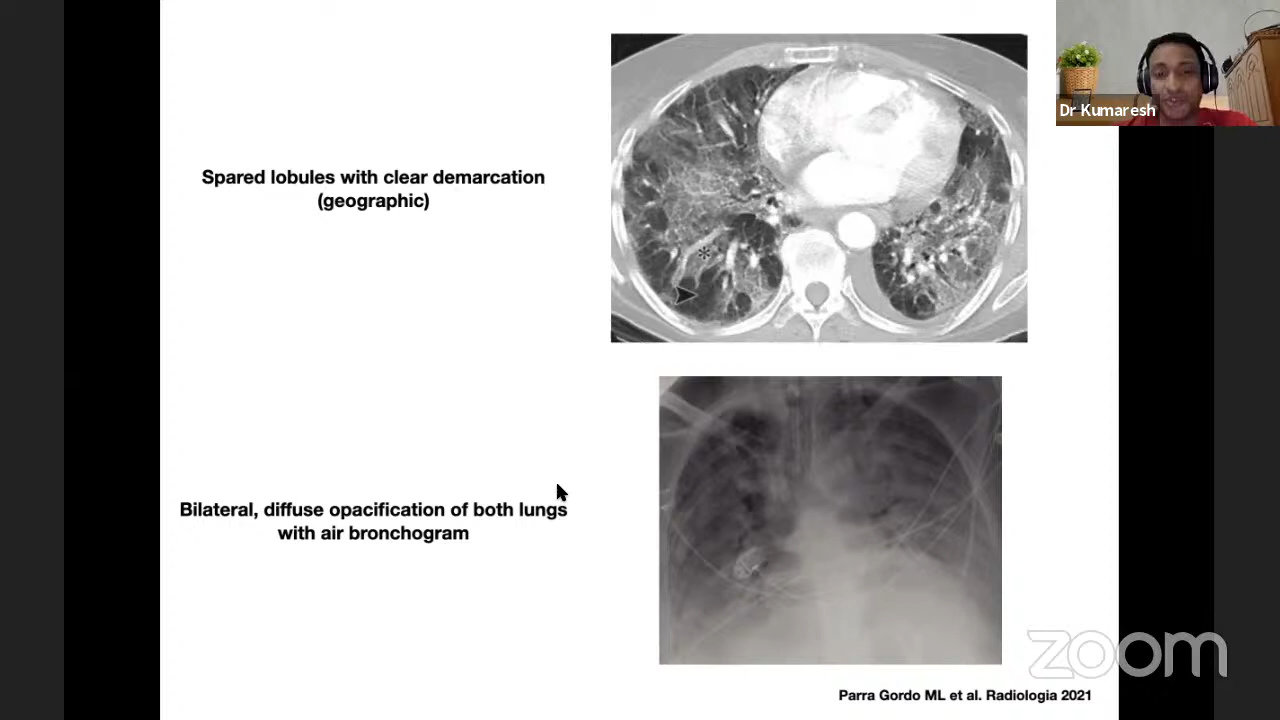 Dr Kumaresh
Spared lobules with clear demarcation
(geographic)
Bilateral, diffuse opacification of both lungs
with air bronchogram
zoom
Parra Gordo ML et al. Radiologia 2021